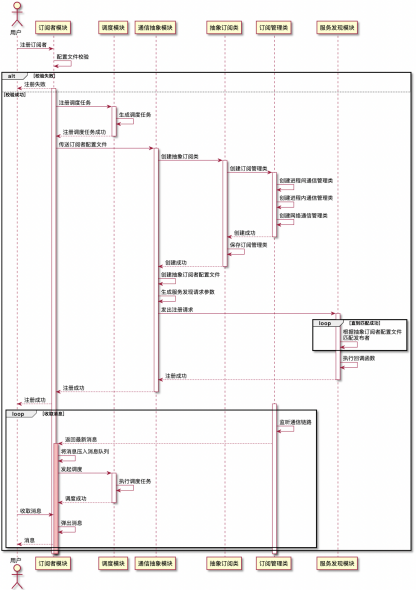 订阅者模块 调度模块 通信抽象模块 抽象订阅类 订阅管理类 服务发现模块
用户
注册订阅者
配置文件校验
alt [校验失败]
注册失败
[校验成功]
注册调度任务
生成调度任务
注册调度任务成功
传送订阅者配置文件
创建抽象订阅类
创建订阅管理类
创建进程间通信管理类
创建进程内通信管理类
创建网络通信管理类
创建成功
保存订阅管理类
创建成功
创建抽象订阅者配置文件
生成服务发现请求参数
发出注册请求
loop [直到匹配成功]
根据抽象订阅者配置文件
匹配发布者
执行回调函数
注册成功
注册成功
注册成功
loop [收取消息]
监听通信链路
返回最新消息
将消息压入消息队列
发起调度
执行调度任务
调度成功
收取消息
弹出消息
消息
用户
订阅者模块 调度模块 通信抽象模块 抽象订阅类 订阅管理类 服务发现模块